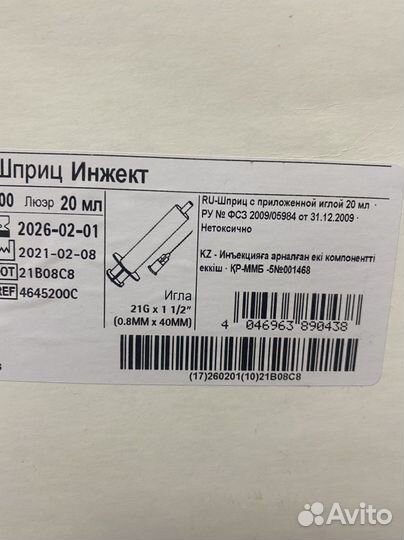 Шприц Инжект
00 Люэр 20 мл
2026-02-01
2021-02-08
OT 21B08C8
REF 4645200C
Игла
21G x 1 1/2"
(0.8MM x 40MM)
RU-Шприц с приложенной иглой 20 мл ·
РУ № ФСЗ 2009/05984 от 31.12.2009 ·
Нетоксично
KZ - Инъекцияға арналған екі компонентті
еккіш · ҚР-ММБ -5№001468
4 046963 890438
(17)260201(10)21B08C8
Avito